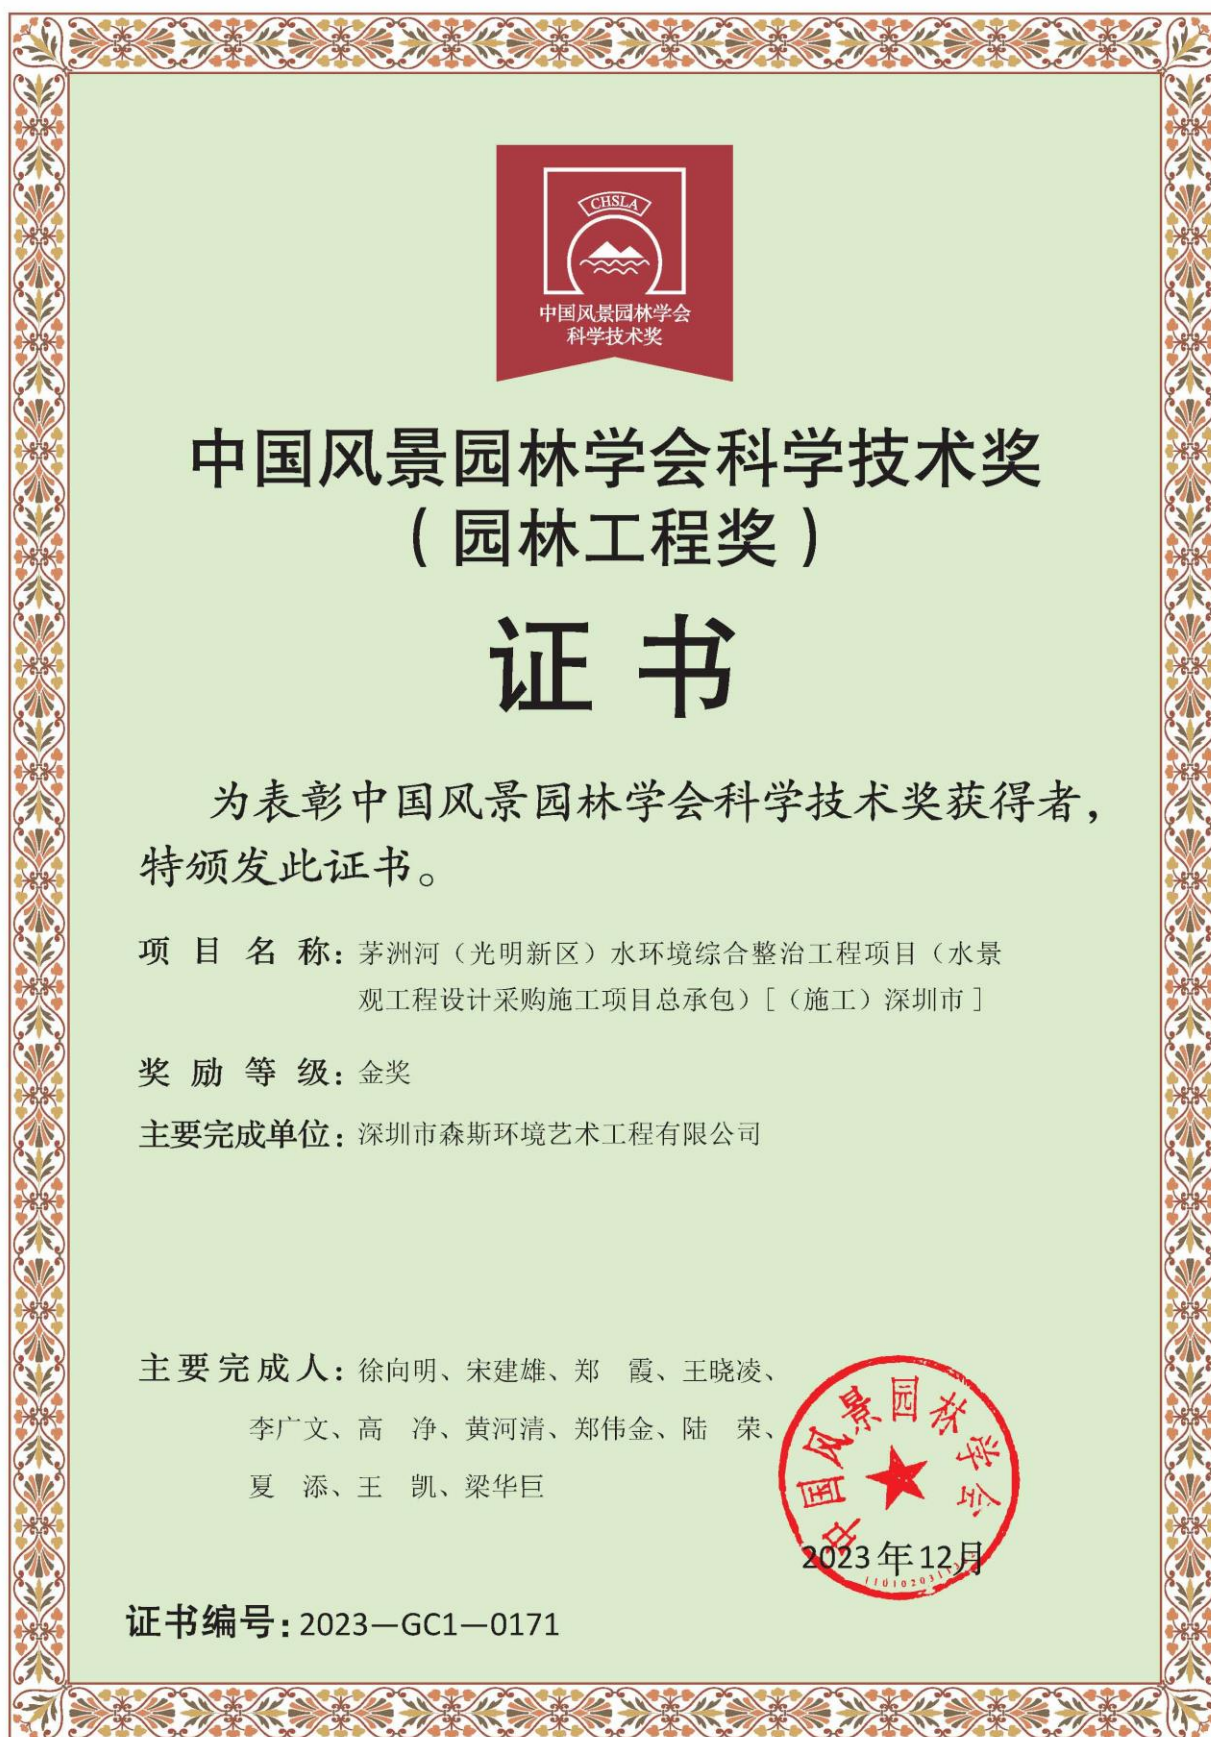 CHSLA
中国风景园林学会
科学技术奖
中国风景园林学会科学技术奖
（园林工程奖）
证书
为表彰中国风景园林学会科学技术奖获得者，
特颁发此证书。
项目名称：茅洲河（光明新区）水环境综合整治工程项目（水景
观工程设计采购施工项目总承包）[（施工）深圳市]
奖励等级：金奖
主要完成单位：深圳市森斯环境艺术工程有限公司
主要完成人：徐向明、宋建雄、郑 霞、王晓凌、
李广文、高 净、黄河清、郑伟金、陆 荣、
夏 添、王 凯、梁华巨
中国风景园林学会
2023年12月
证书编号：2023—GC1—0171